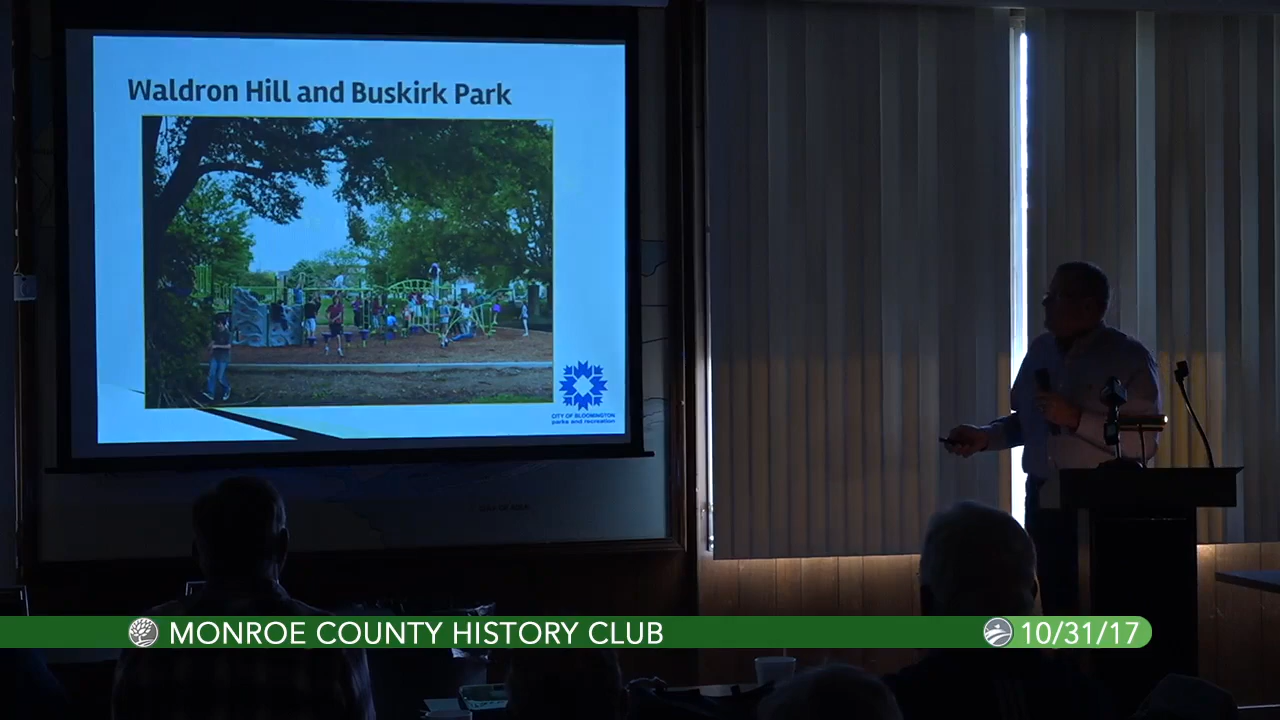 Waldron Hill and Buskirk Park
CITY OF BLOOMINGTON
parks and recreation
MONROE COUNTY HISTORY CLUB
10/31/17